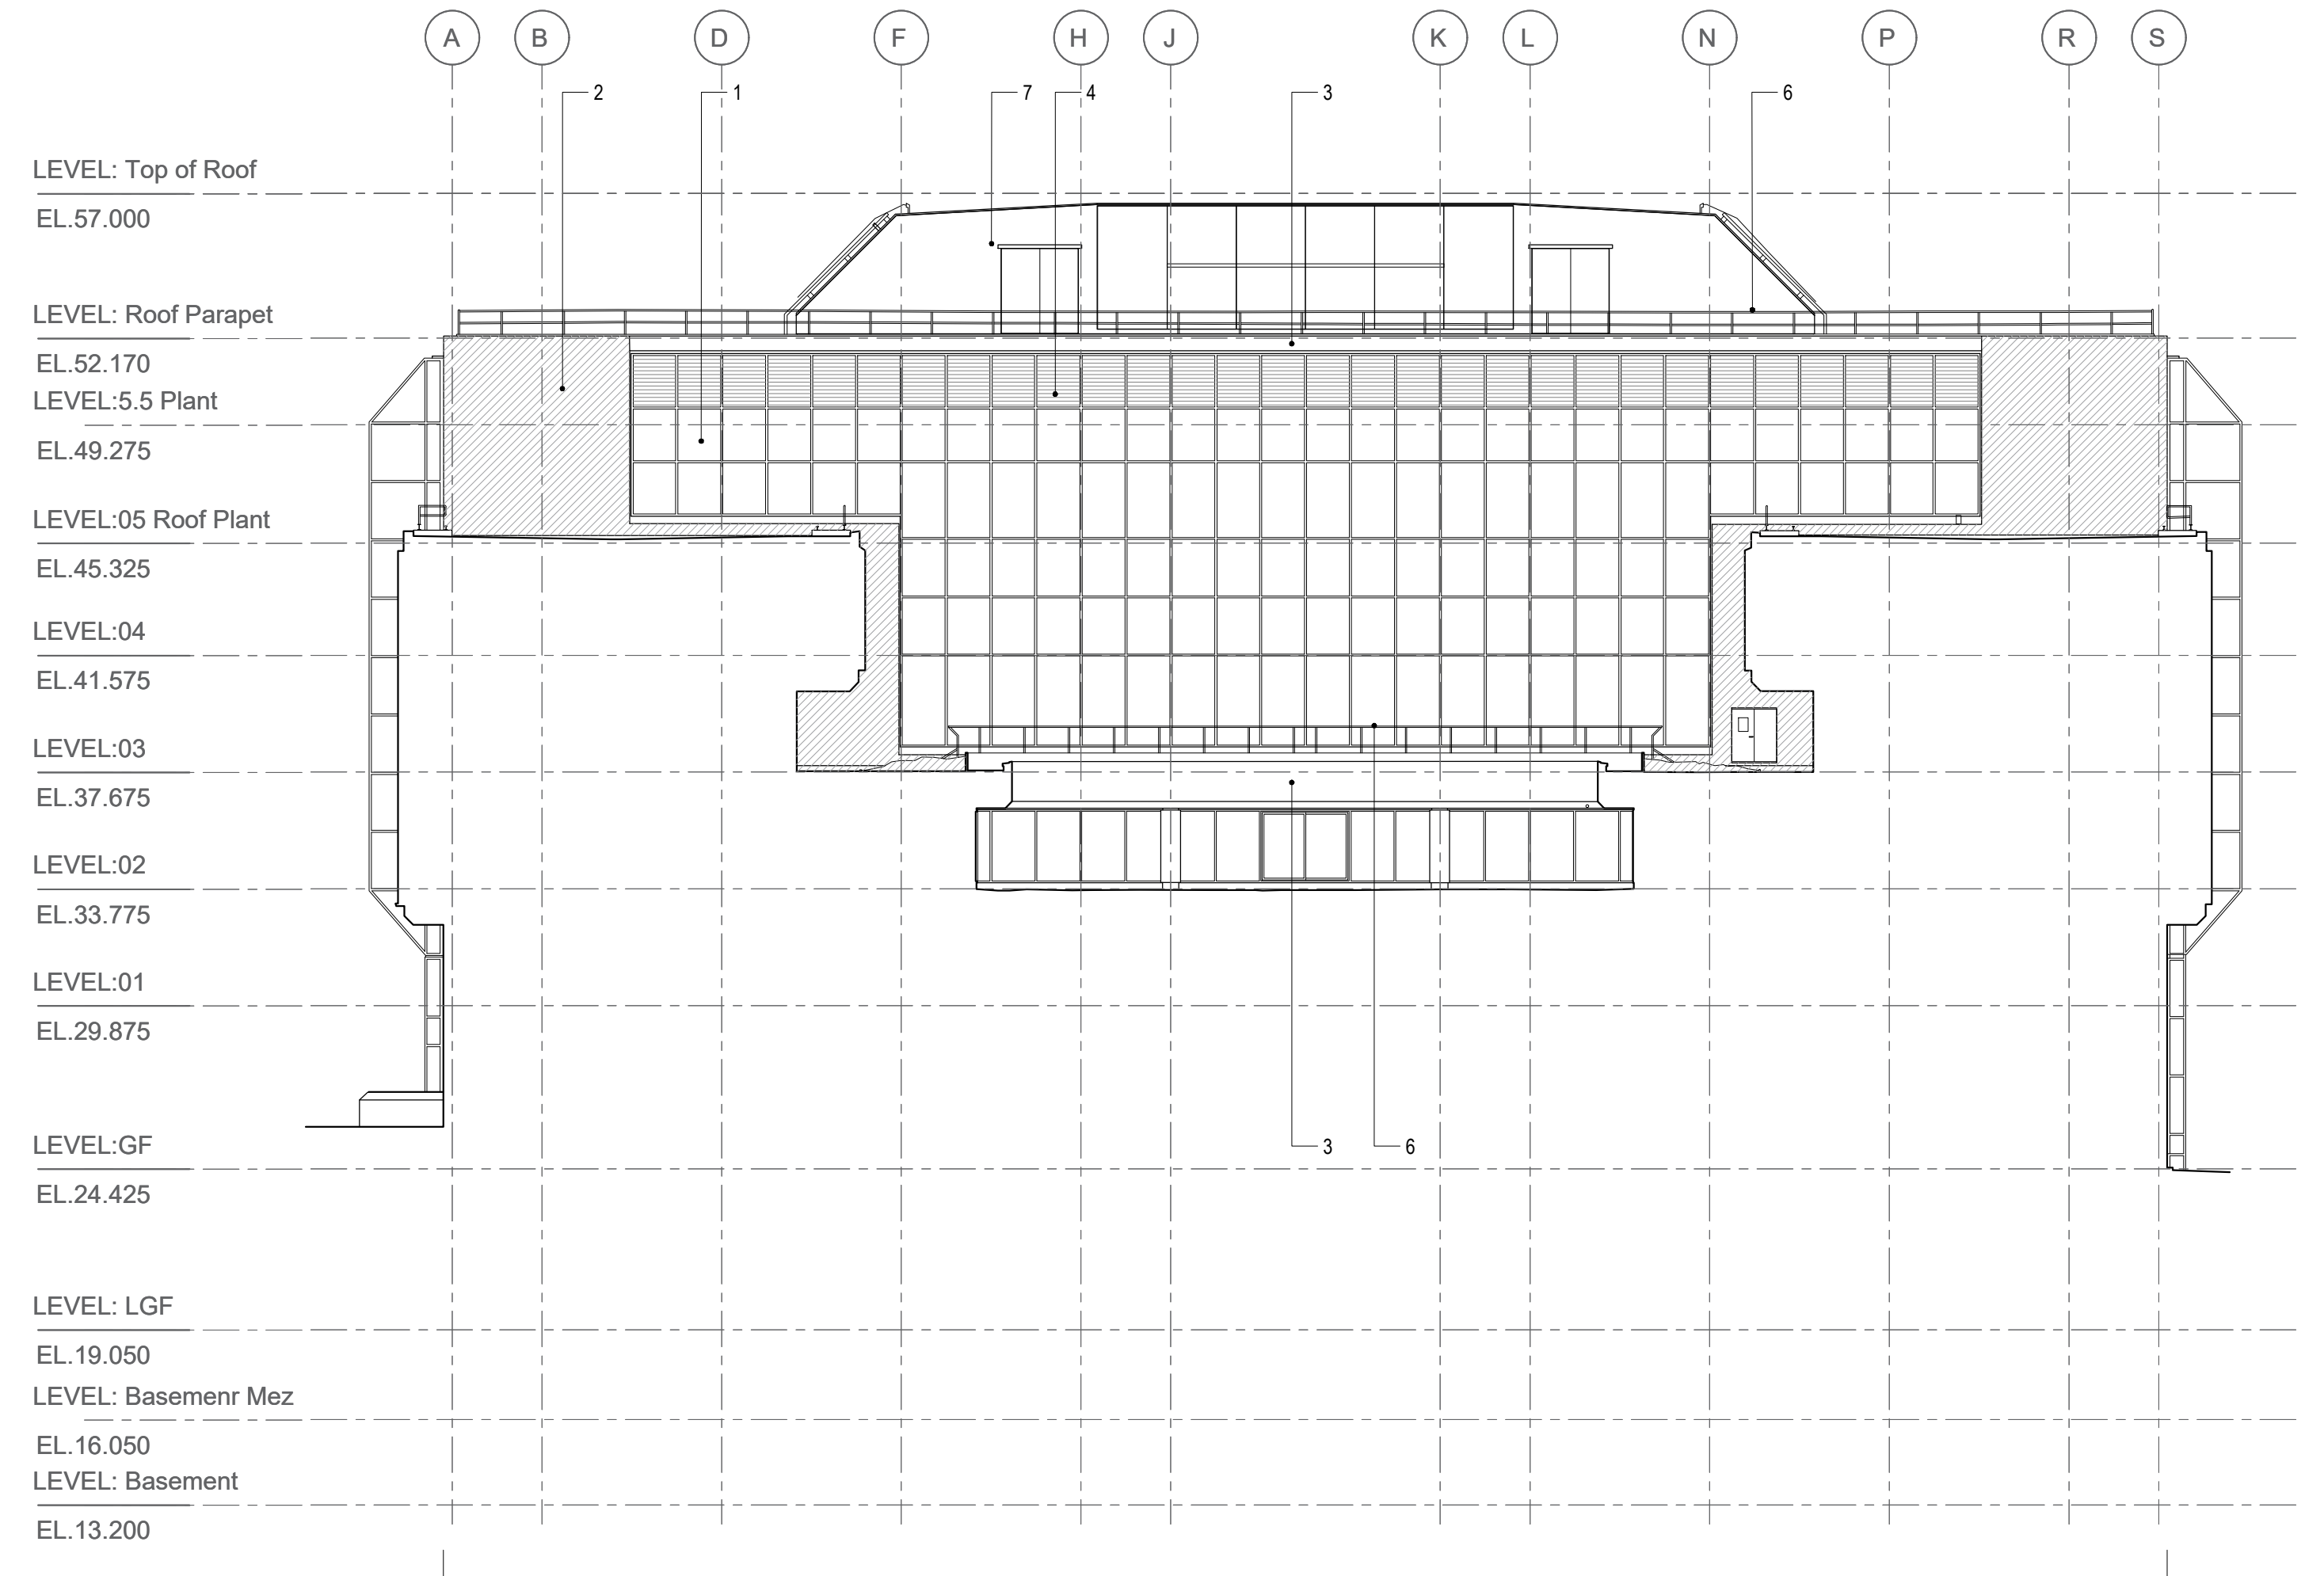 A B D F H J K L N P R S
2 1 7 4 3 6
LEVEL: Top of Roof
EL.57.000
LEVEL: Roof Parapet
EL.52.170
LEVEL:5.5 Plant
EL.49.275
LEVEL:05 Roof Plant
EL.45.325
LEVEL:04
EL.41.575
LEVEL:03
EL.37.675
LEVEL:02
EL.33.775
LEVEL:01
EL.29.875
LEVEL:GF
3 6
EL.24.425
LEVEL: LGF
EL.19.050
LEVEL: Basemenr Mez
EL.16.050
LEVEL: Basement
EL.13.200